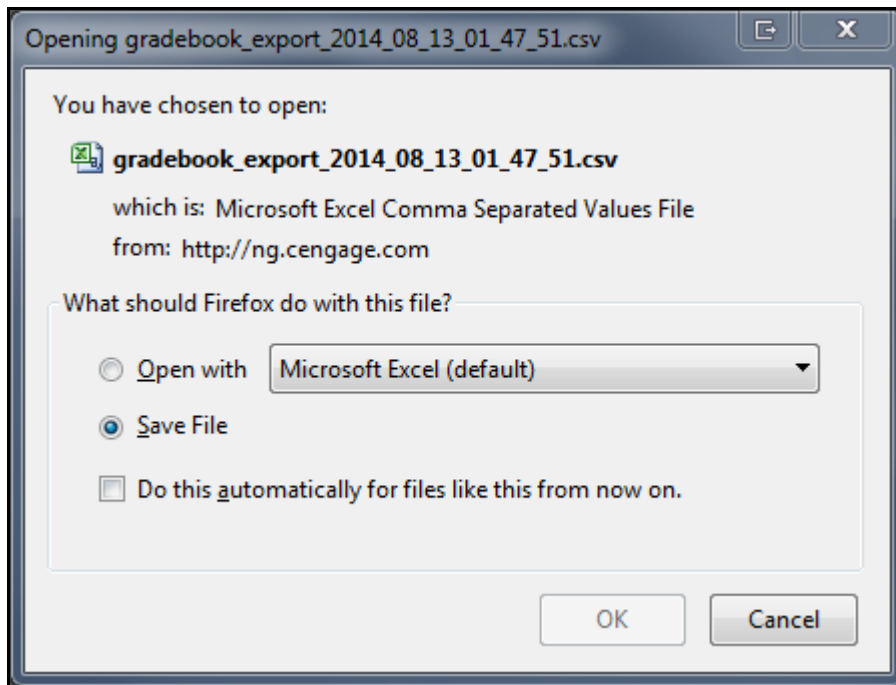 Opening gradebook_export_2014_08_13_01_47_51.csv
You have chosen to open:
gradebook_export_2014_08_13_01_47_51.csv
which is: Microsoft Excel Comma Separated Values File
from: http://ng.cengage.com
What should Firefox do with this file?
Open with Microsoft Excel (default)
Save File
Do this automatically for files like this from now on.
OK Cancel